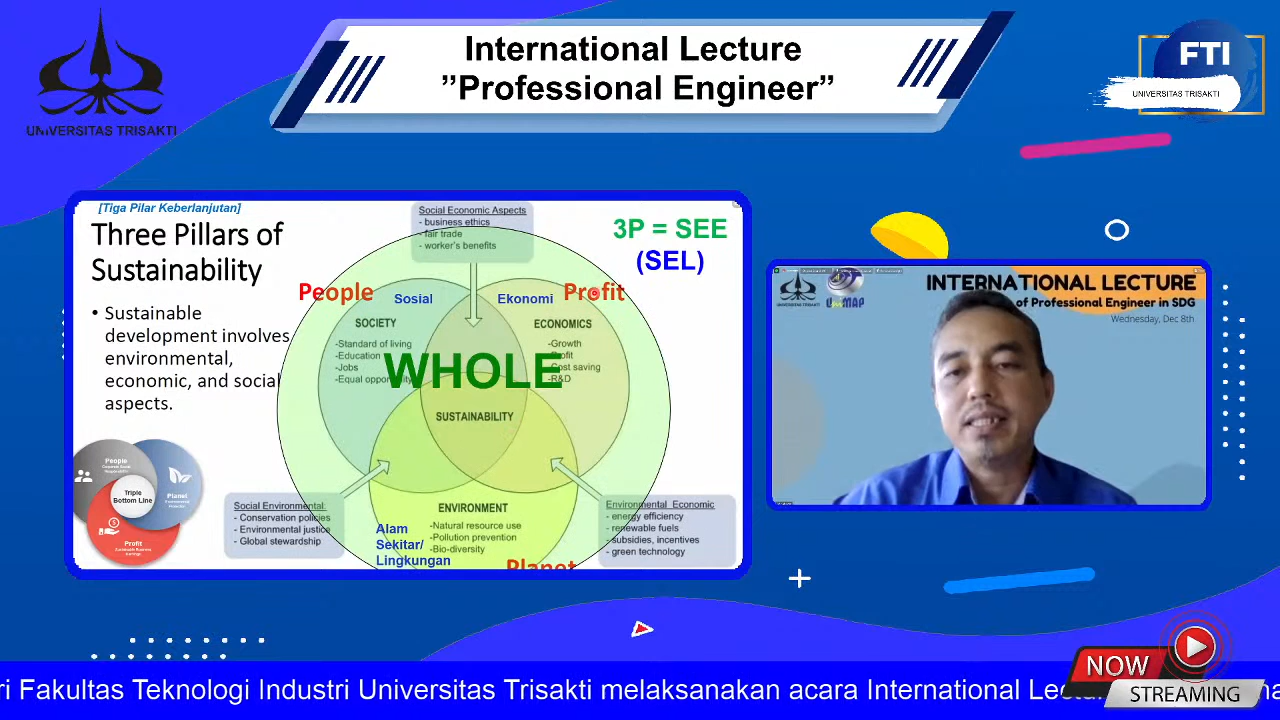 International Lecture
”Professional Engineer”
UNIVERSITAS TRISAKTI
FTI
UNIVERSITAS TRISAKTI
[Tiga Pilar Keberlanjutan]
Three Pillars of
Sustainability
• Sustainable
development involves
environmental,
economic, and social
aspects.
Social Economic Aspects
- business ethics
- fair trade
- worker's benefits
3P = SEE
(SEL)
People
Sosial
Ekonomi
Profit
SOCIETY
-Standard of living
-Education
-Jobs
-Equal opportunity
ECONOMICS
-Growth
-Profit
-Cost saving
-R&D
WHOLE
SUSTAINABILITY
Social Environmental
- Conservation policies
- Environmental justice
- Global stewardship
ENVIRONMENT
-Natural resource use
-Pollution prevention
-Bio-diversity
Alam
Sekitar/
Lingkungan
Planet
Environmental Economic
- energy efficiency
- renewable fuels
- subsidies, incentives
- green technology
People
Planet
Triple
Bottom Line
Profit
UNIVERSITAS TRISAKTI
UniMAP
INTERNATIONAL LECTURE
of Professional Engineer in SDG
Wednesday, Dec 8th
NOW
STREAMING
ri Fakultas Teknologi Industri Universitas Trisakti melaksanakan acara International